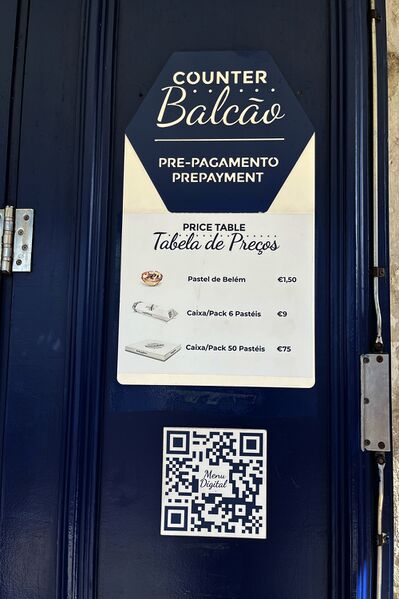 COUNTER
Balcão
PRE-PAGAMENTO
PREPAYMENT
PRICE TABLE
Tabela de Preços
Pastel de Belém €1,50
Caixa/Pack 6 Pastéis €9
Caixa/Pack 50 Pastéis €75
Menu
Digital